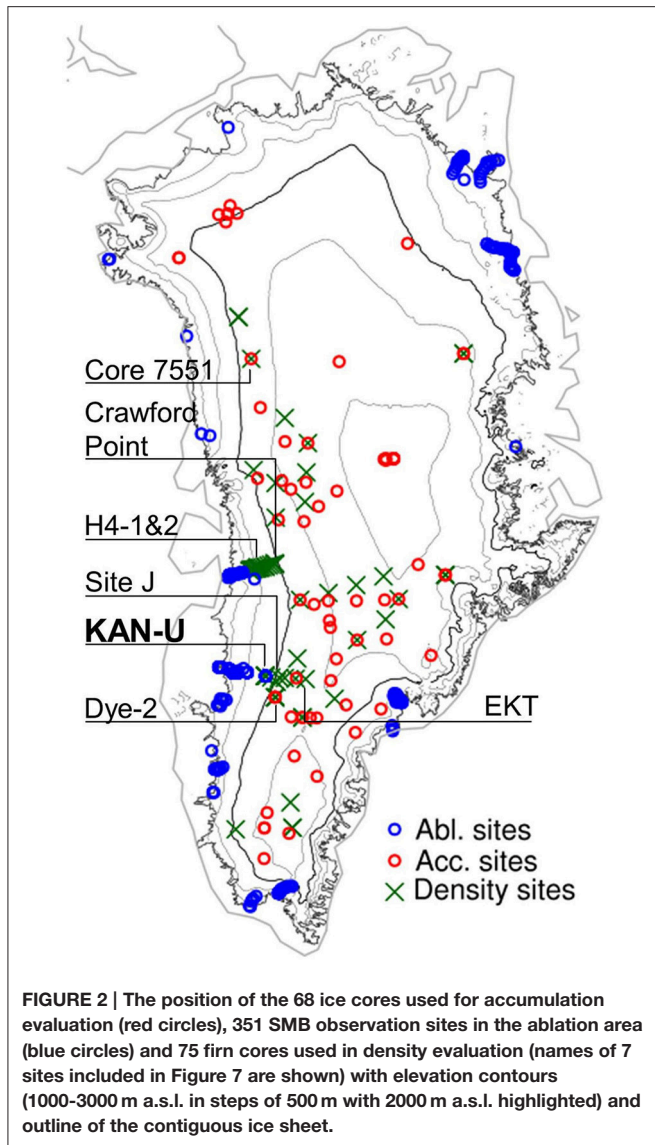 Core 7551
Crawford
Point
H4-1&2
Site J
KAN-U
Dye-2
EKT
Abl. sites
Acc. sites
Density sites
FIGURE 2 | The position of the 68 ice cores used for accumulation
evaluation (red circles), 351 SMB observation sites in the ablation area
(blue circles) and 75 firn cores used in density evaluation (names of 7
sites included in Figure 7 are shown) with elevation contours
(1000-3000 m a.s.l. in steps of 500 m with 2000 m a.s.l. highlighted) and
outline of the contiguous ice sheet.